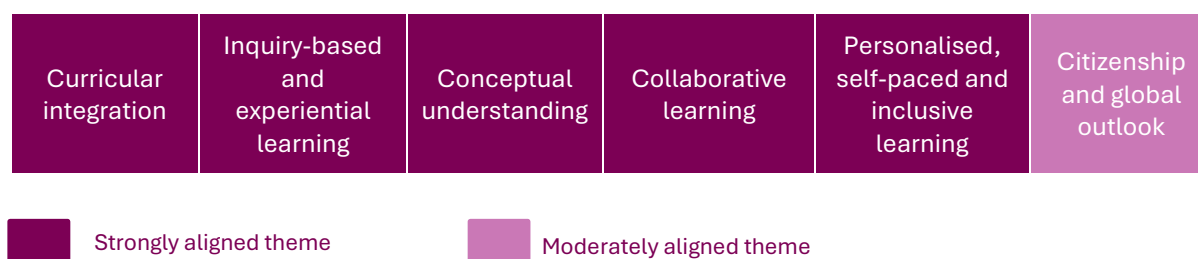 Curricular
integration
Inquiry-based
and
experiential
learning
Conceptual
understanding
Collaborative
learning
Personalised,
self-paced and
inclusive
learning
Citizenship
and global
outlook
Strongly aligned theme
Moderately aligned theme